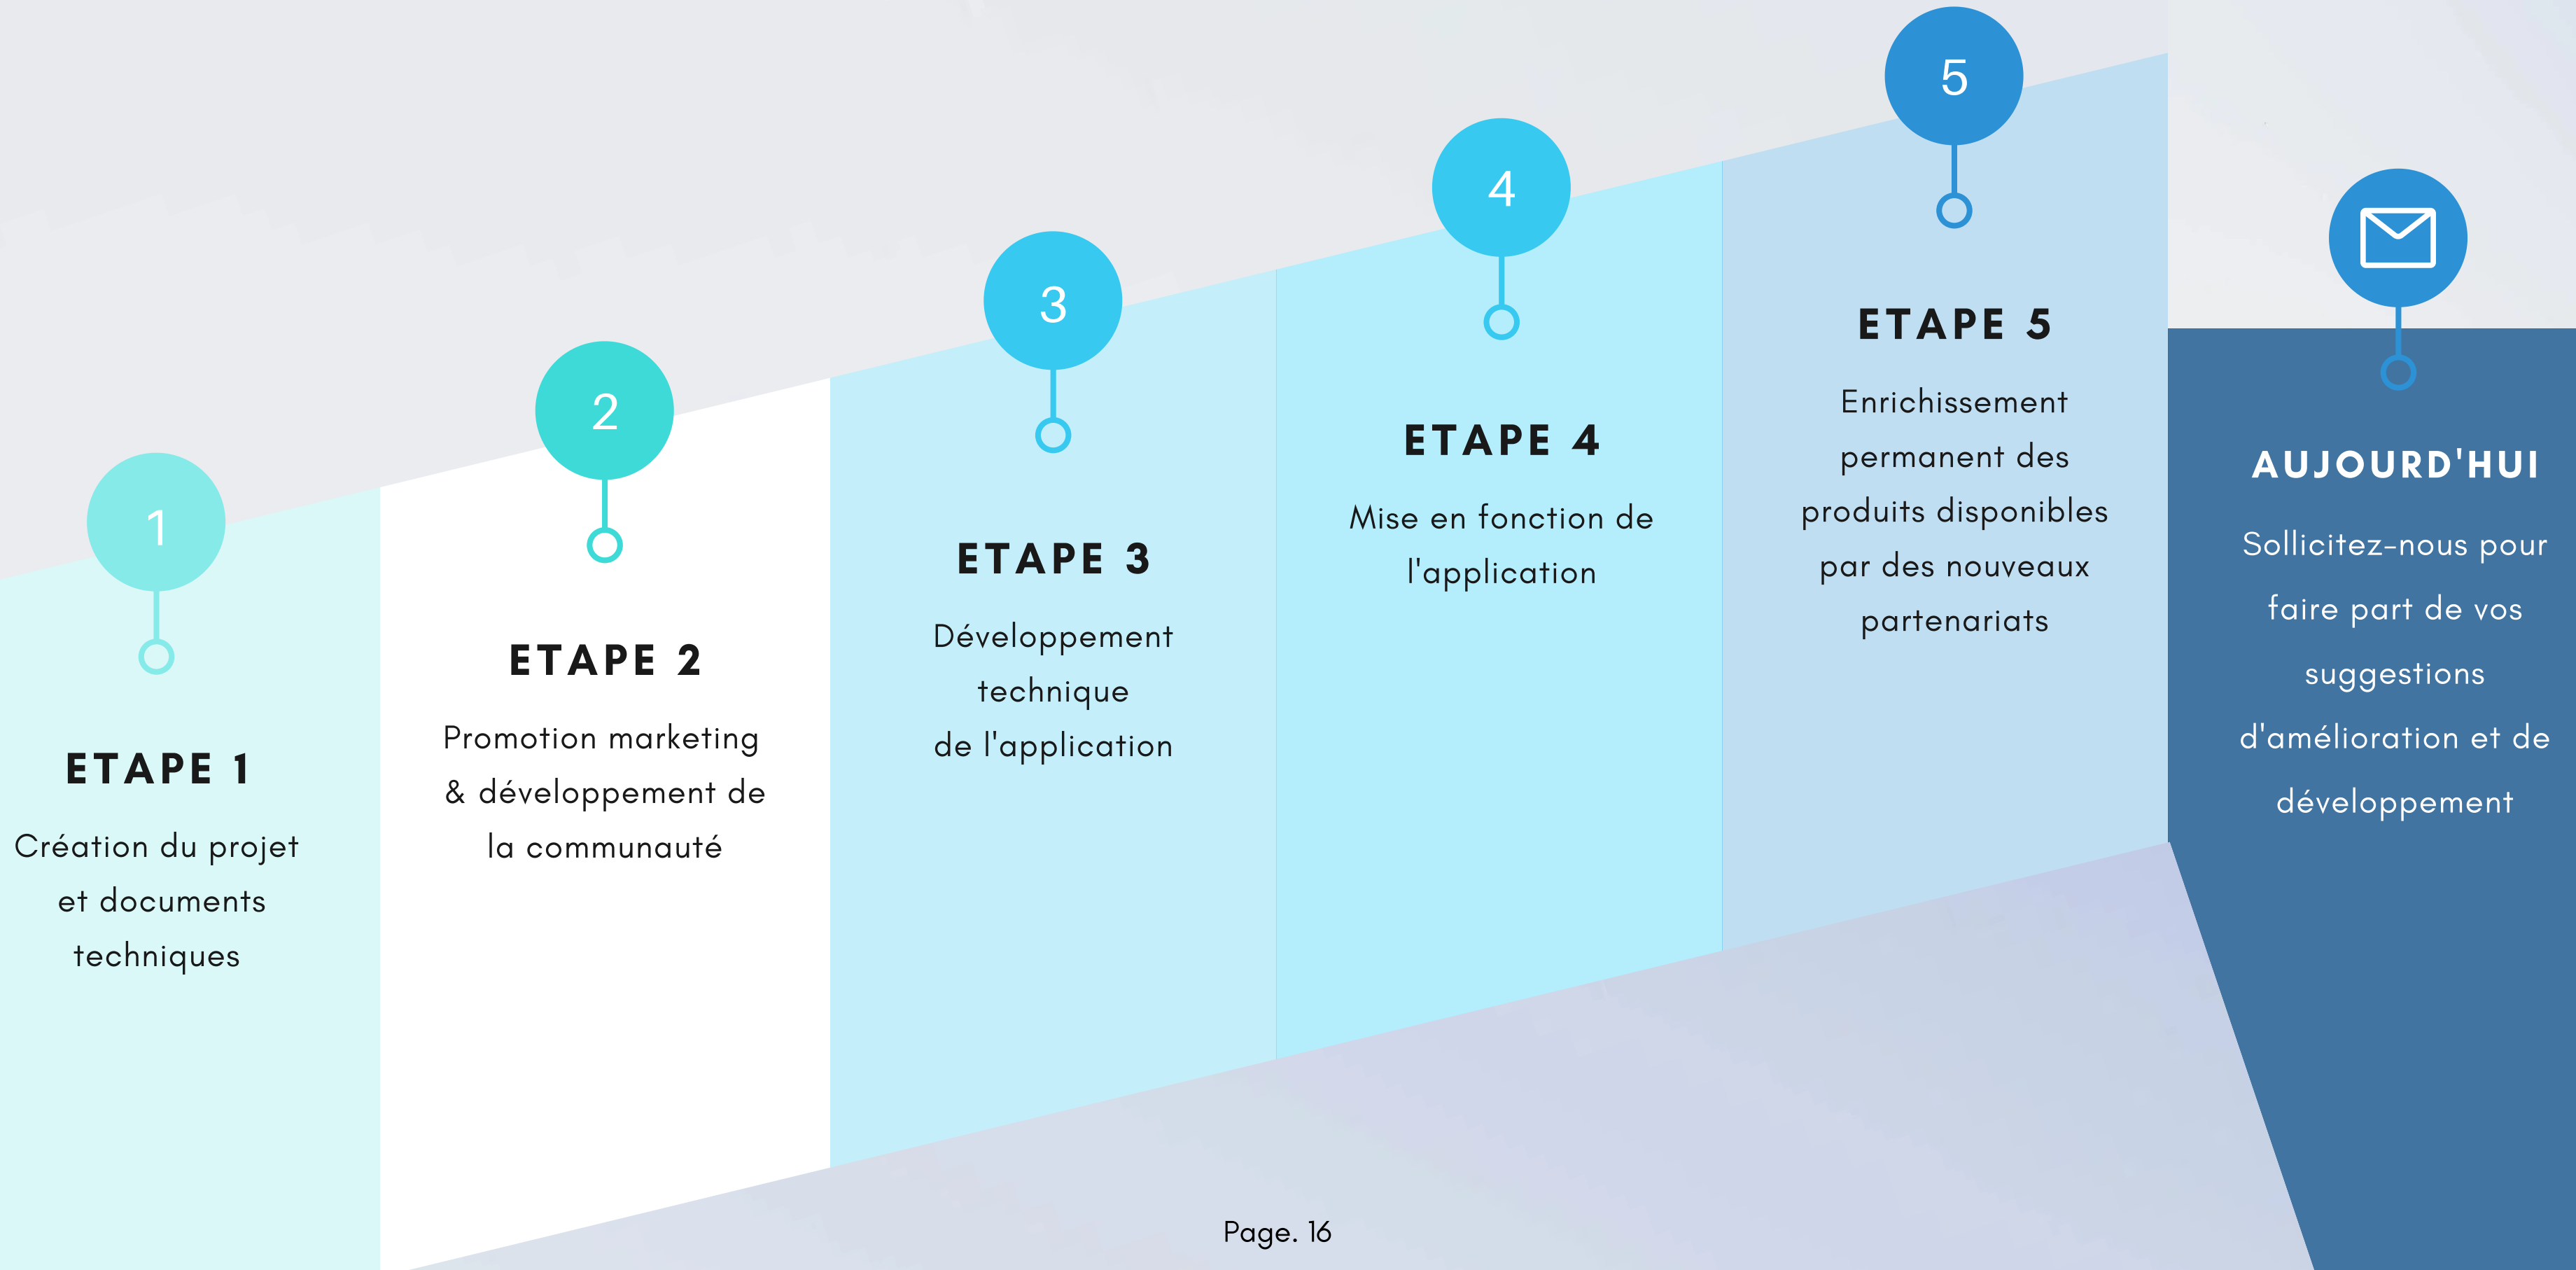 1
ETAPE 1
Création du projet
et documents
techniques
2
ETAPE 2
Promotion marketing
& développement de
la communauté
3
ETAPE 3
Développement
technique
de l'application
4
ETAPE 4
Mise en fonction de
l'application
5
ETAPE 5
Enrichissement
permanent des
produits disponibles
par des nouveaux
partenariats
AUJOURD'HUI
Sollicitez-nous pour
faire part de vos
suggestions
d'amélioration et de
développement
Page. 16